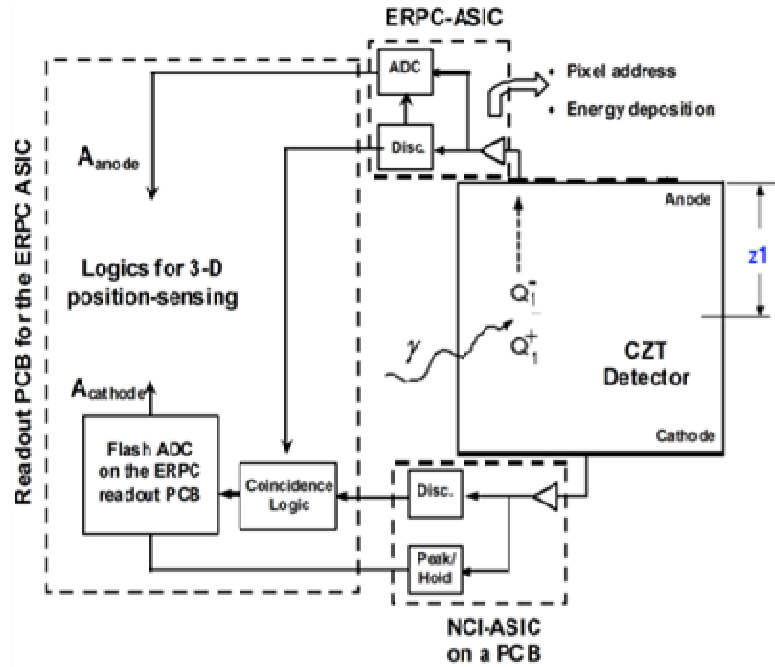 ERPC-ASIC
ADC
Pixel address
Energy deposition
Disc.
Readout PCB for the ERPC ASIC
A anode
Anode
z1
Logics for 3-D
position-sensing
Q1-
Q1+
γ
CZT
Detector
A cathode
Cathode
Flash ADC
on the ERPC
readout PCB
Coincidence
Logic
Disc.
Peak/
Hold
NCI-ASIC
on a PCB